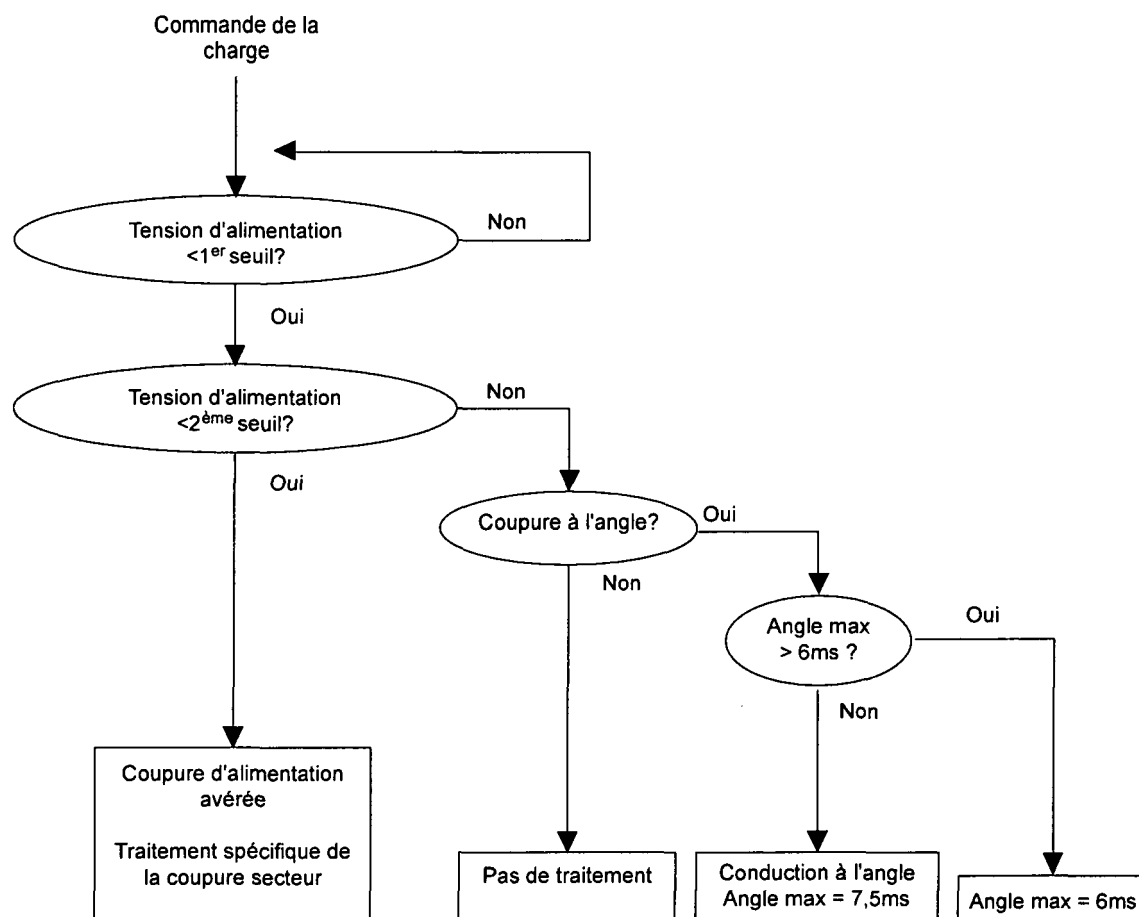 Commande de la
charge
Tension d'alimentation
<1er seuil?
Non
Oui
Tension d'alimentation
<2ème seuil?
Non
Oui
Coupure à l'angle?
Oui
Non
Angle max
> 6ms ?
Oui
Non
Coupure d'alimentation
avérée
Traitement spécifique de
la coupure secteur
Pas de traitement
Conduction à l'angle
Angle max = 7,5ms
Angle max = 6ms